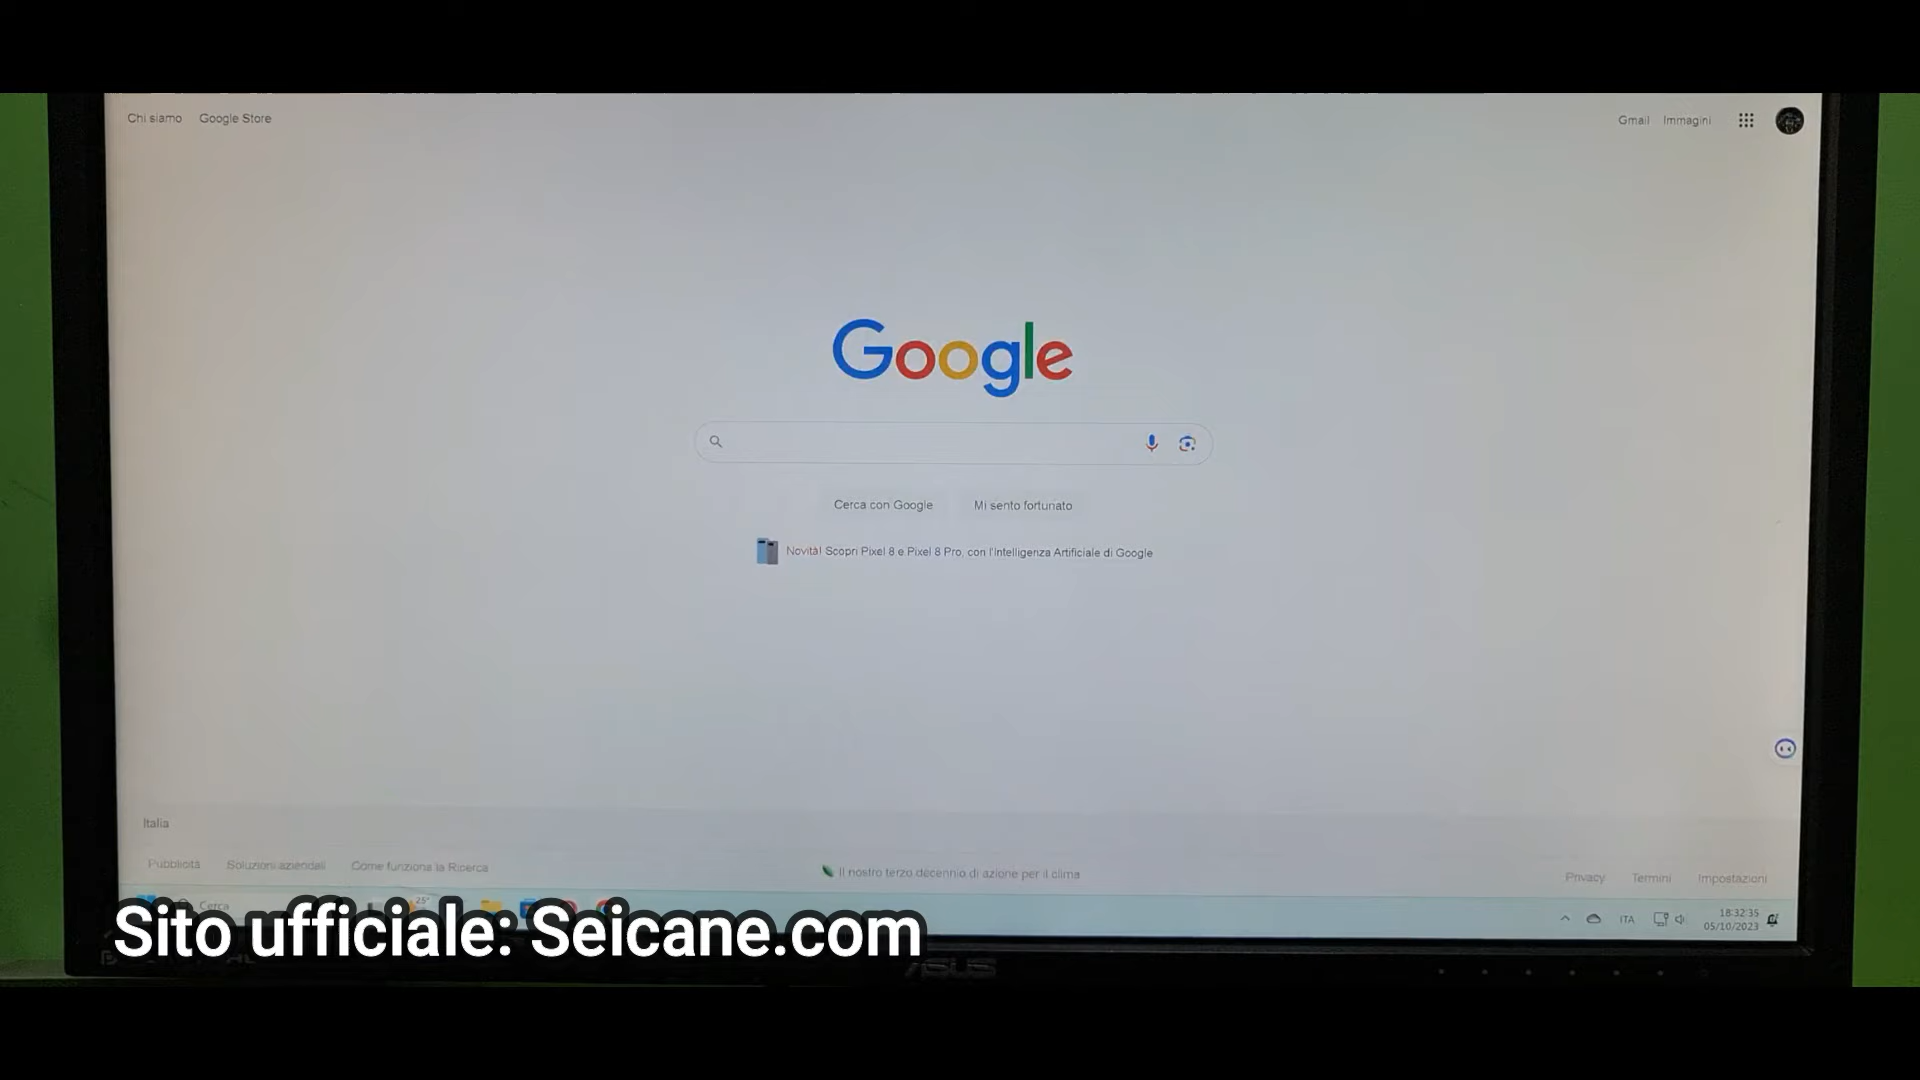 Chi siamo Google Store
Gmail Immagini
Google
Cerca con Google Mi sento fortunato
Novità! Scopri Pixel 8 e Pixel 8 Pro, con l'Intelligenza Artificiale di Google
Italia
Pubblicità Soluzioni aziendali Come funziona la Ricerca
Il nostro terzo decennio di azione per il clima
Privacy Termini Impostazioni
Cerca
25°
ITA
18:32:35
05/10/2023
Sito ufficiale: Seicane.com
ASUS